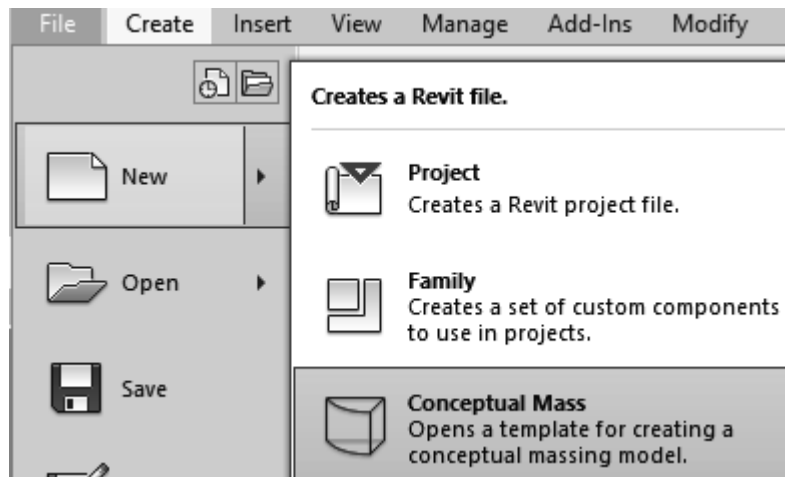 File Create Insert View Manage Add-Ins Modify
Creates a Revit file.
New
Project
Creates a Revit project file.
Open
Family
Creates a set of custom components
to use in projects.
Save
Conceptual Mass
Opens a template for creating a
conceptual massing model.